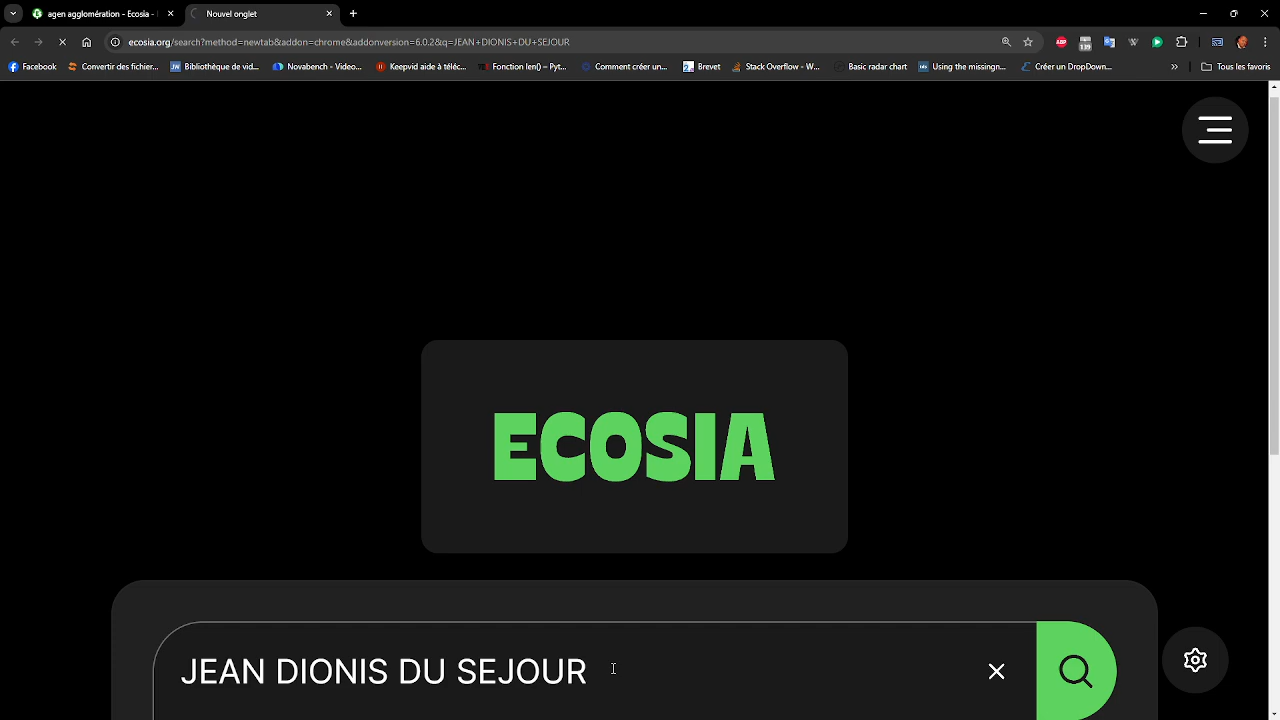 agen agglomération - Ecosia -
Nouvel onglet
ecosia.org/search?method=newtab&addon=chrome&addonversion=6.0.2&q=JEAN+DIONIS+DU+SEJOUR
Facebook
Convertir des fichier...
Bibliothèque de vid...
Novabench - Video...
Keepvid aide à téléc...
Fonction len() – Pyt...
Comment créer un...
Brevet
Stack Overflow - W...
Basic radar chart
Using the missingn...
Créer un DropDown...
»
Tous les favoris
139
ECOSIA
JEAN DIONIS DU SEJOUR